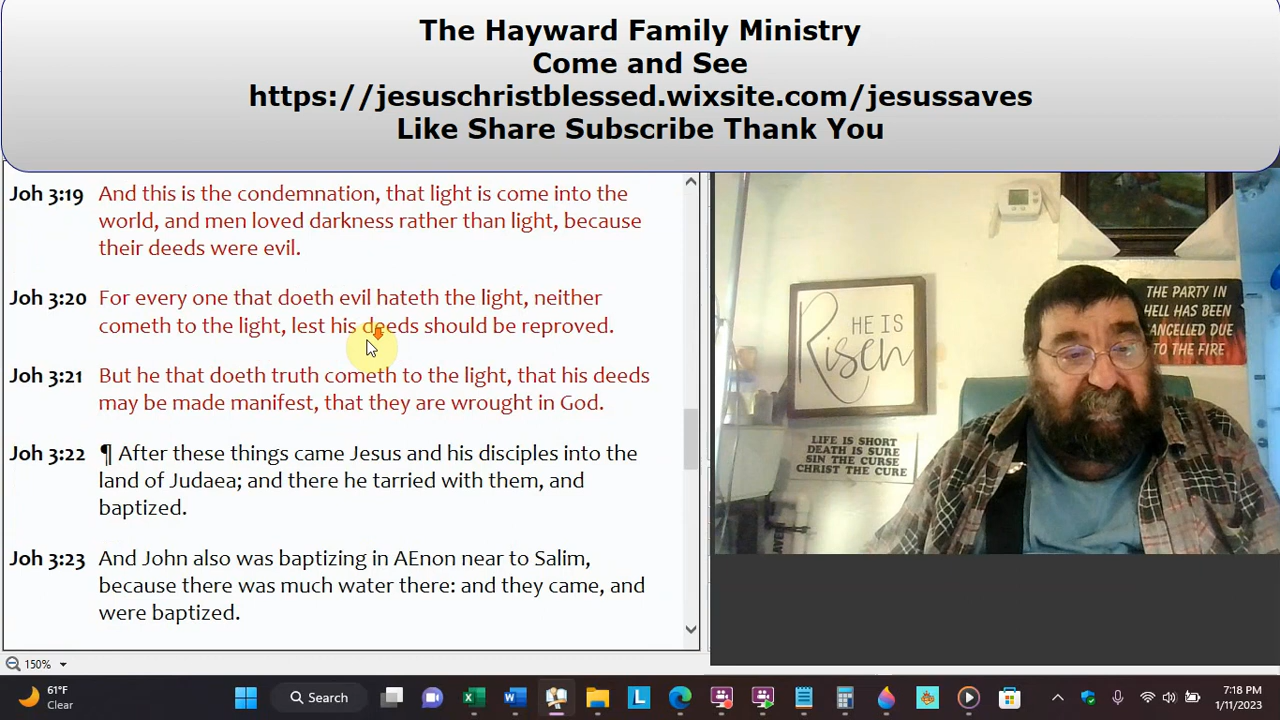 The Hayward Family Ministry
Come and See
https://jesuschristblessed.wixsite.com/jesussaves
Like Share Subscribe Thank You
Joh 3:19 And this is the condemnation, that light is come into the
world, and men loved darkness rather than light, because
their deeds were evil.
Joh 3:20 For every one that doeth evil hateth the light, neither
cometh to the light, lest his deeds should be reproved.
Joh 3:21 But he that doeth truth cometh to the light, that his deeds
may be made manifest, that they are wrought in God.
Joh 3:22 ¶ After these things came Jesus and his disciples into the
land of Judaea; and there he tarried with them, and
baptized.
Joh 3:23 And John also was baptizing in AEnon near to Salim,
because there was much water there: and they came, and
were baptized.
HE IS
Risen
LIFE IS SHORT
DEATH IS SURE
SIN THE CURSE
CHRIST THE CURE
THE PARTY IN
HELL HAS BEEN
CANCELLED DUE
TO THE FIRE
150%
61°F
Clear
Search
7:18 PM
1/11/2023